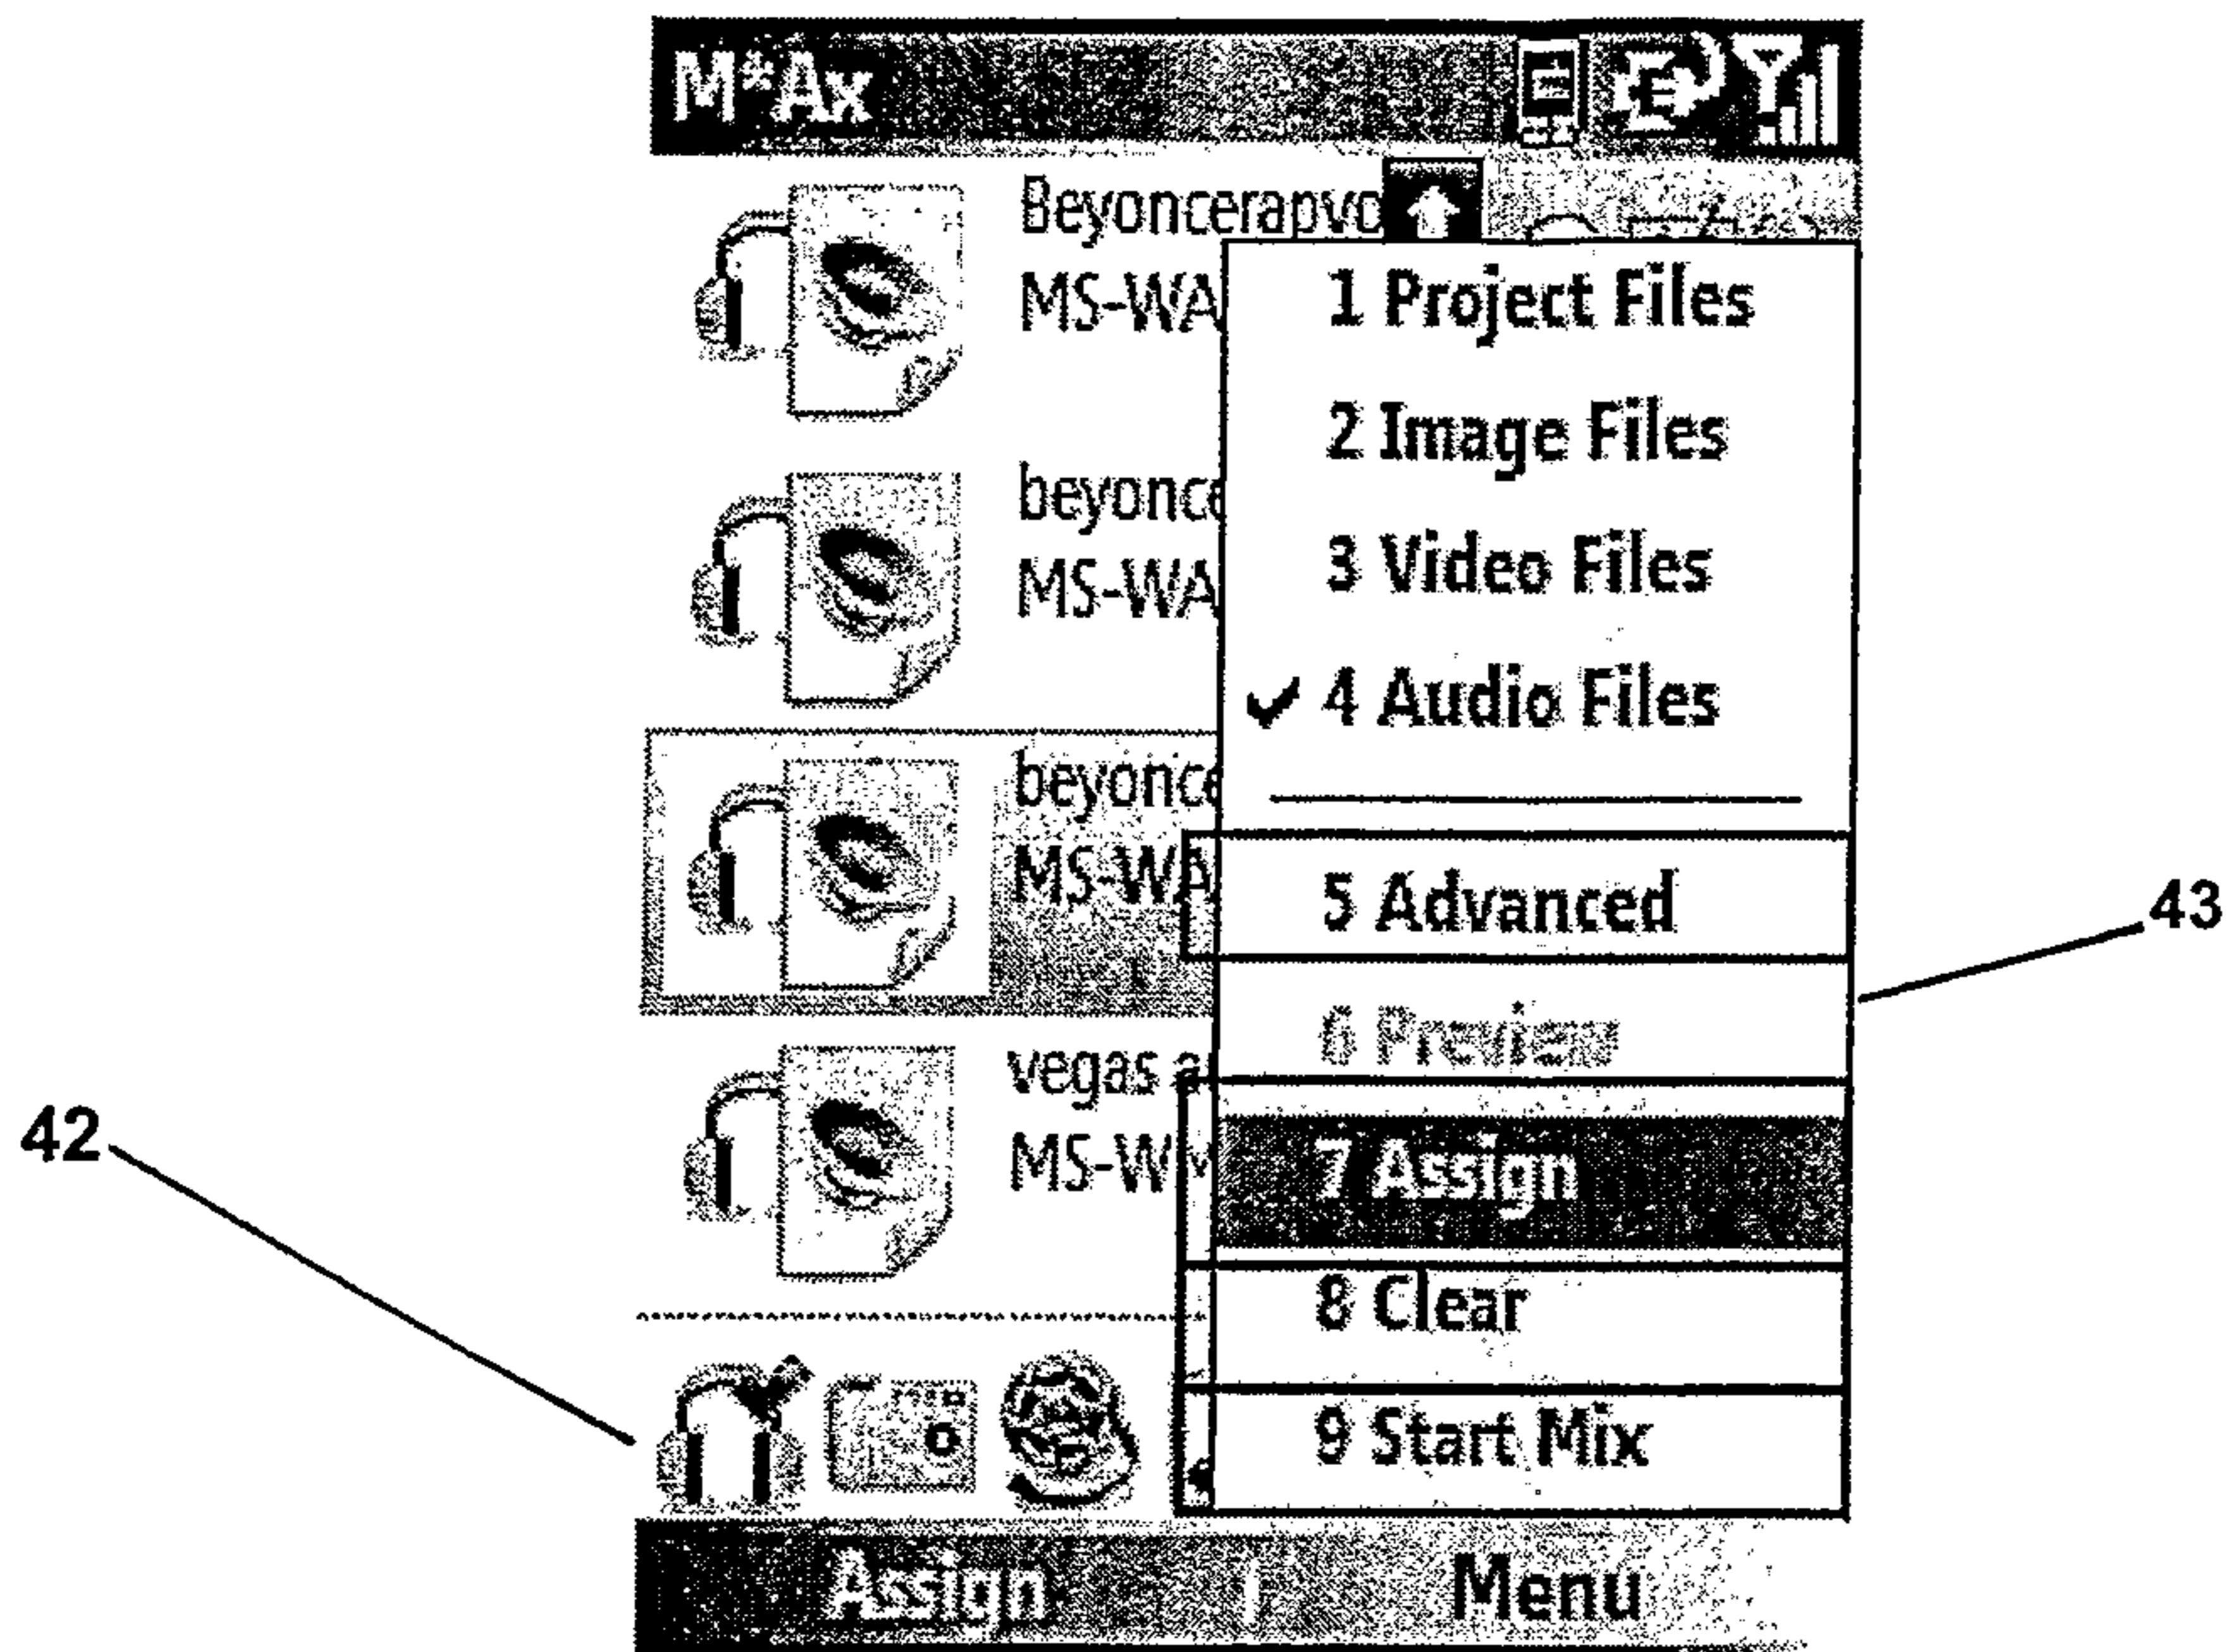 M*Ax
Beyoncerapvo
MS-WA
beyonce
MS-WA
beyonce
MS-WA
vegas a
MS-WM
1 Project Files
2 Image Files
3 Video Files
4 Audio Files
5 Advanced
6 Preview
7 Assign
8 Clear
9 Start Mix
Assign
Menu
42
43